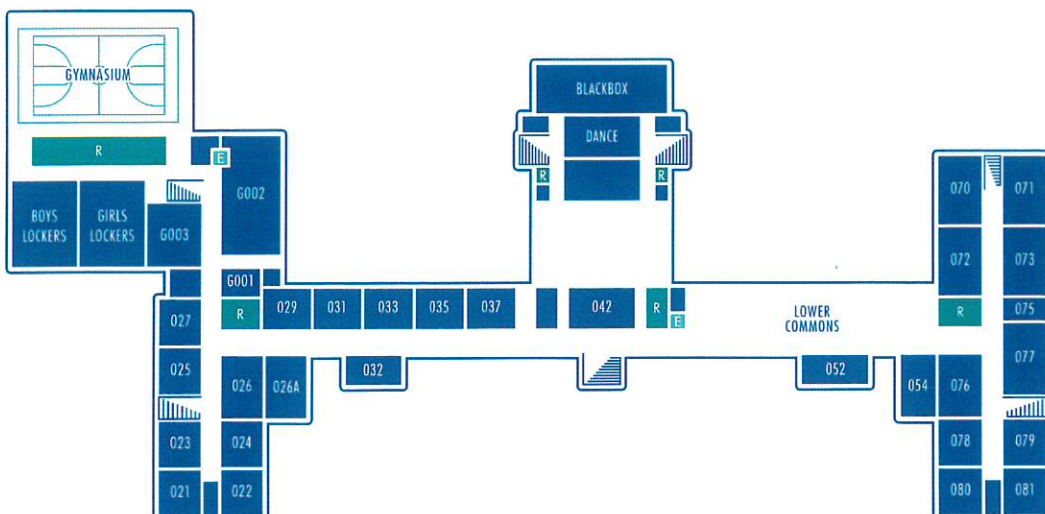 GYMNASIUM
R
E
G002
BOYS
LOCKERS
GIRLS
LOCKERS
G003
G001
R
BLACKBOX
DANCE
R
R
070
071
072
073
029
031
033
035
037
042
R
E
LOWER
COMMONS
R
075
027
025
026
026A
032
052
054
076
077
023
024
078
079
021
022
080
081